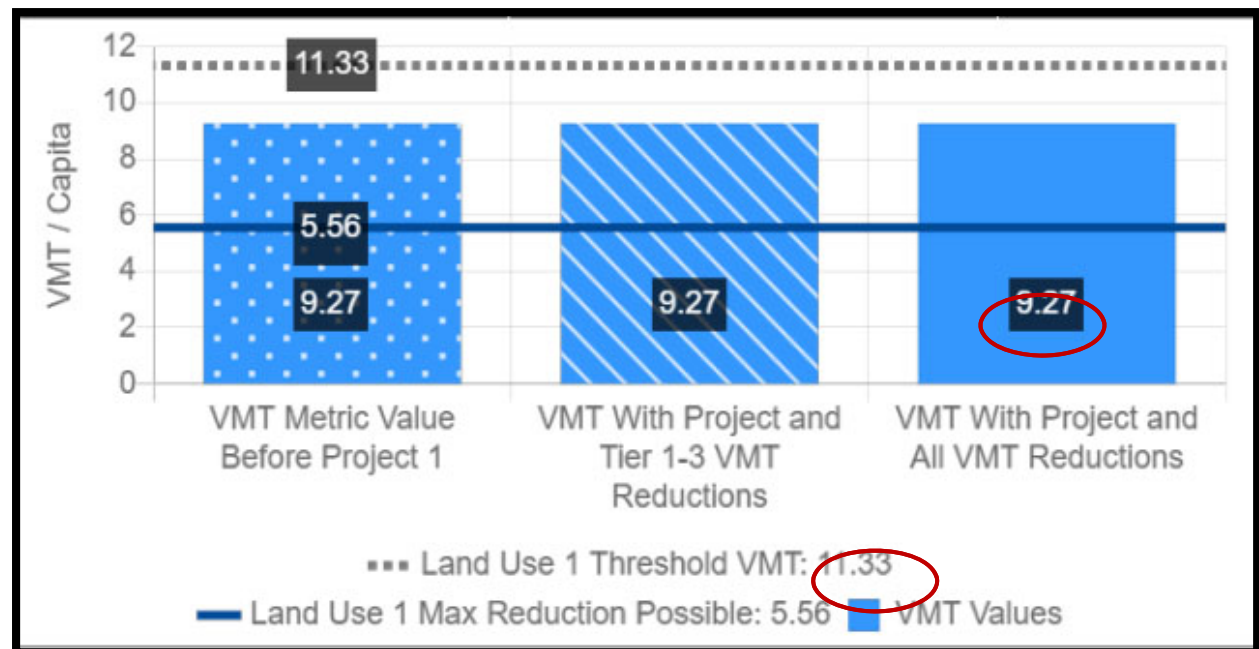 12
11.33
10
8
6
5.56
4
9.27
9.27
9.27
2
0
VMT / Capita
VMT Metric Value
Before Project 1
VMT With Project and
Tier 1-3 VMT
Reductions
VMT With Project and
All VMT Reductions
Land Use 1 Threshold VMT: 11.33
Land Use 1 Max Reduction Possible: 5.56
VMT Values